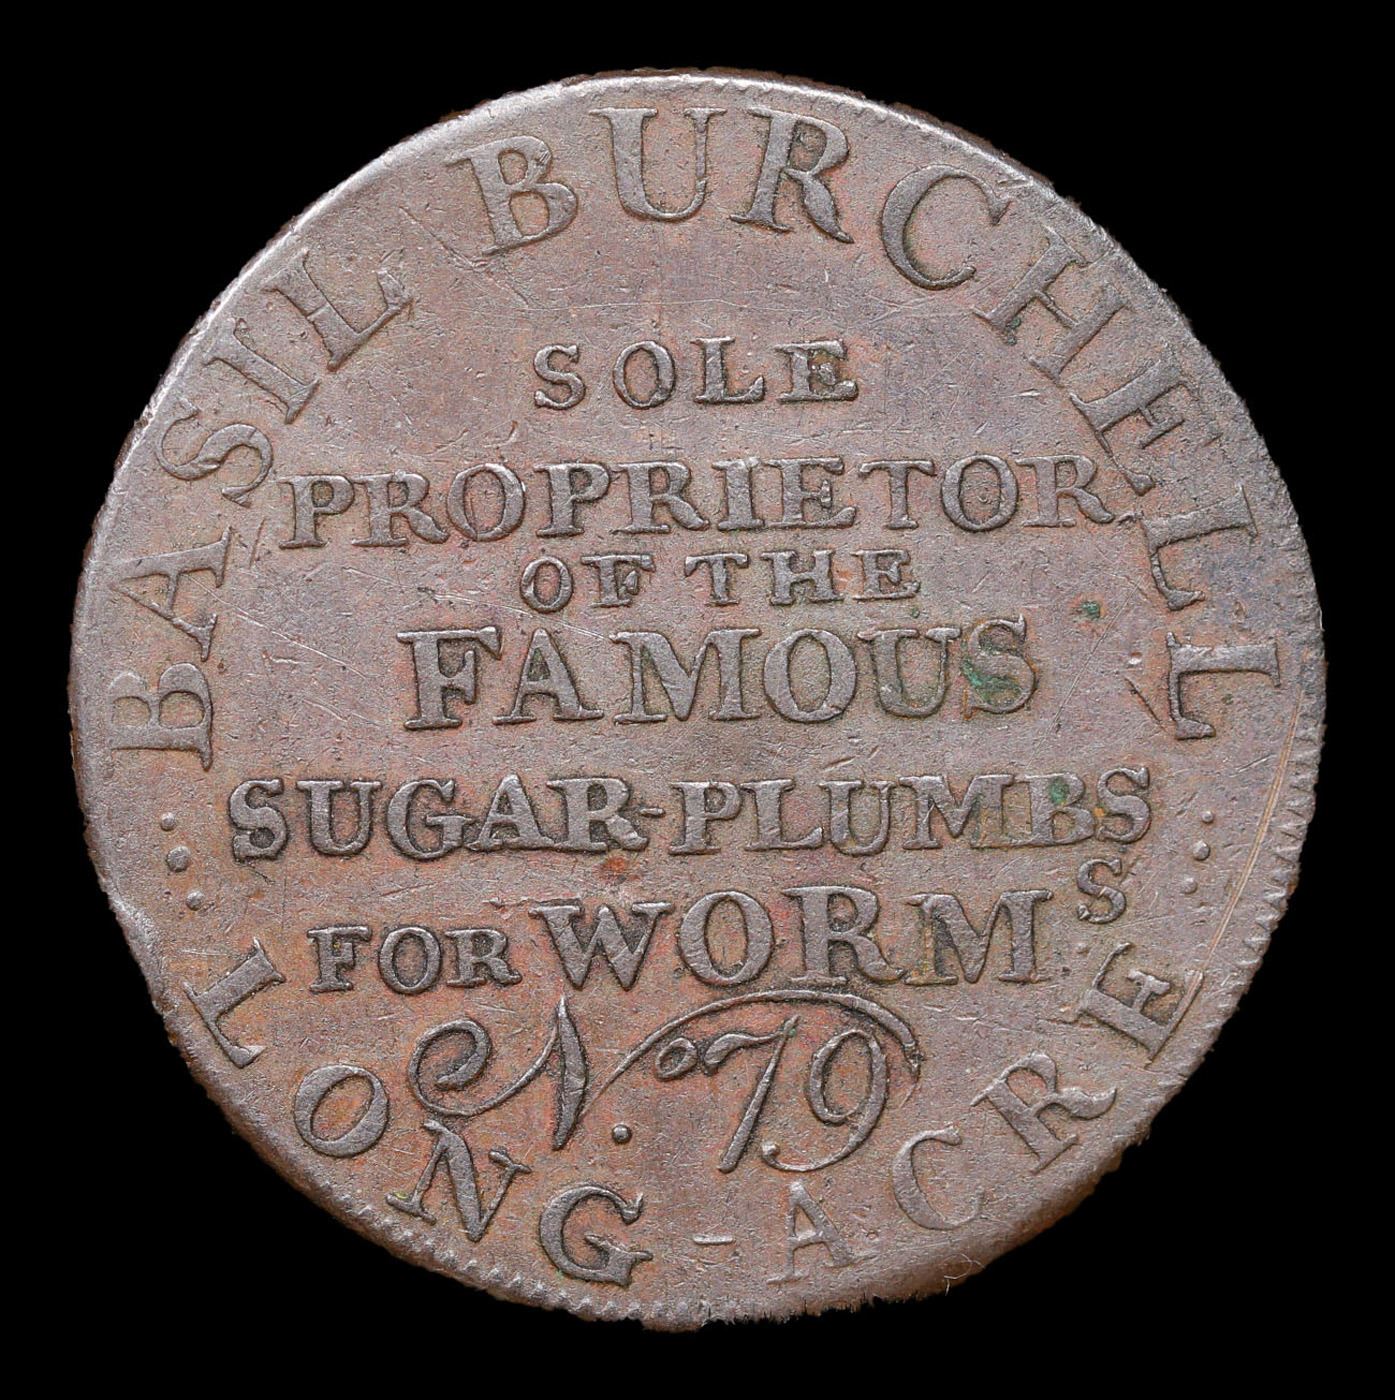 BASIL BURCHELL
SOLE
PROPRIETOR
OF THE
FAMOUS
SUGAR-PLUMBS
FOR WORMS
No. 79
LONG-ACRE